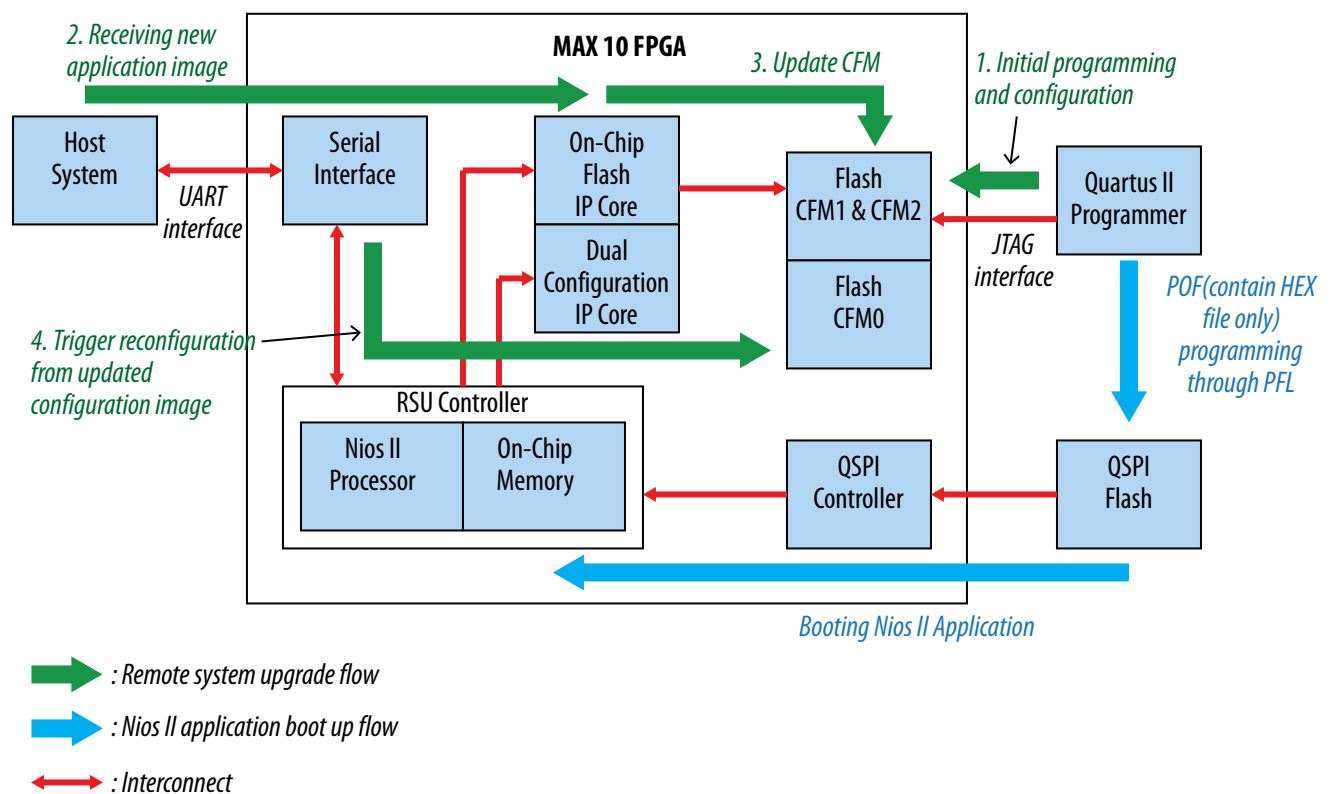 2. Receiving new
application image
MAX 10 FPGA
3. Update CFM
1. Initial programming
and configuration
Host
System
UART
interface
Serial
Interface
On-Chip
Flash
IP Core
Dual
Configuration
IP Core
Flash
CFM1 & CFM2
Flash
CFM0
Quartus II
Programmer
JTAG
interface
POF(contain HEX
file only)
programming
through PFL
4. Trigger reconfiguration
from updated
configuration image
RSU Controller
Nios II
Processor
On-Chip
Memory
QSPI
Controller
QSPI
Flash
Booting Nios II Application
: Remote system upgrade flow
: Nios II application boot up flow
: Interconnect